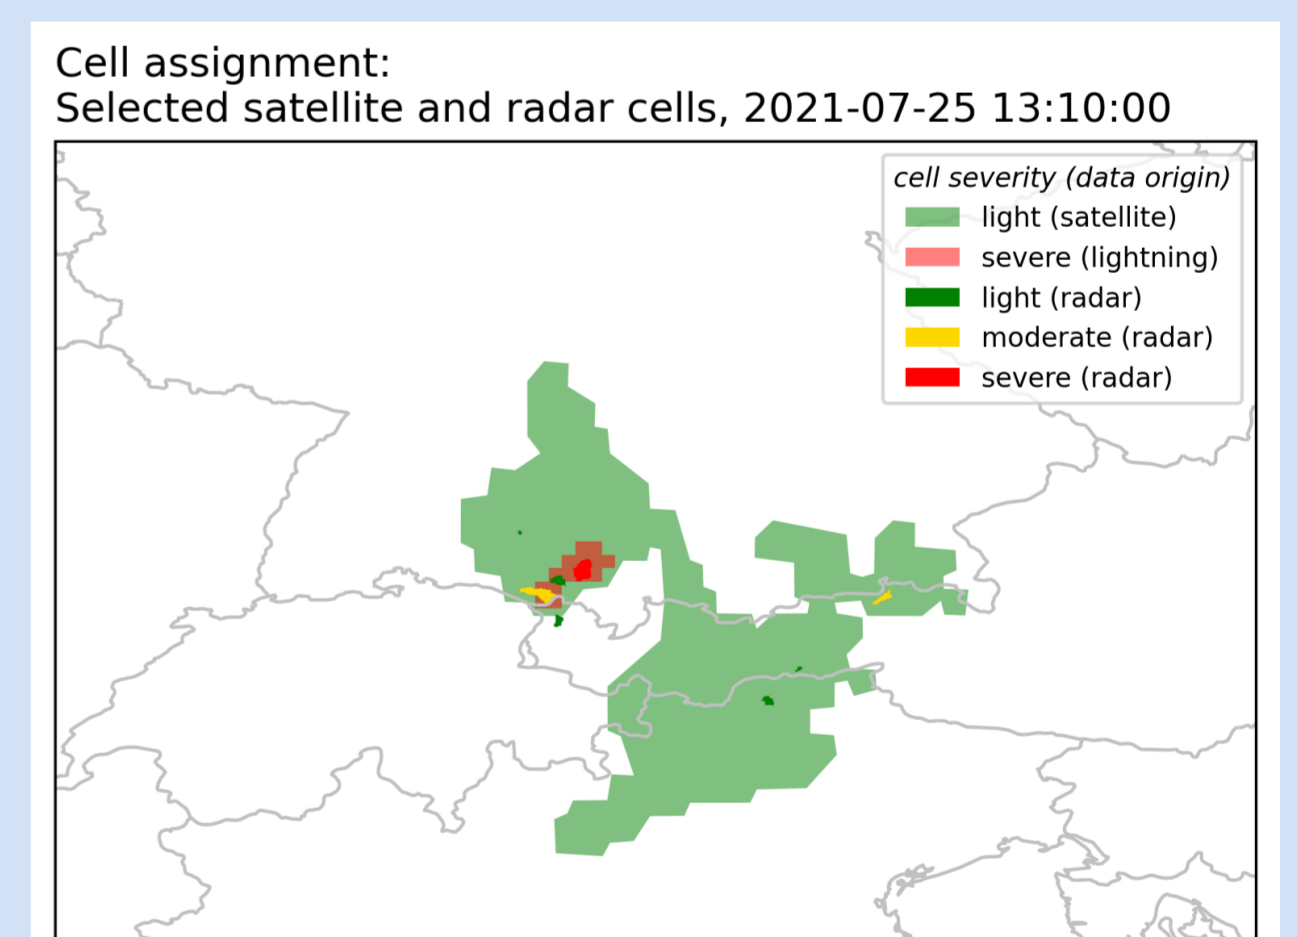 Cell assignment:
Selected satellite and radar cells, 2021-07-25 13:10:00
cell severity (data origin)
light (satellite)
severe (lightning)
light (radar)
moderate (radar)
severe (radar)